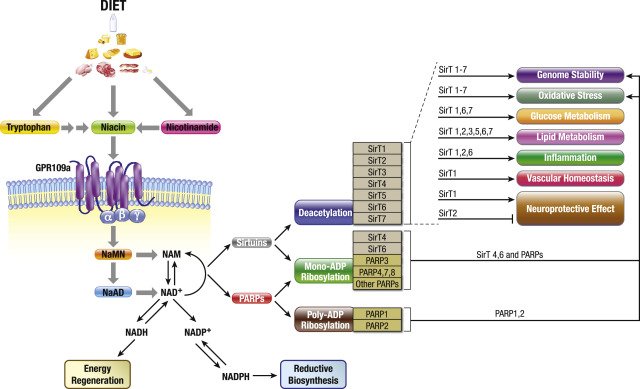 DIET
Tryptophan
Niacin
Nicotinamide
GPR109a
α β γ
NaMN
NAM
NaAD
NAD+
NADH
NADP+
NADPH
Energy
Regeneration
Reductive
Biosynthesis
Sirtuins
PARPs
Deacetylation
SirT1
SirT2
SirT3
SirT4
SirT5
SirT6
SirT7
Mono-ADP
Ribosylation
SirT4
SirT6
PARP3
PARP4,7,8
Other PARPs
Poly-ADP
Ribosylation
PARP1
PARP2
SirT 1-7
Genome Stability
SirT 1-7
Oxidative Stress
SirT 1,6,7
Glucose Metabolism
SirT 1,2,3,5,6,7
Lipid Metabolism
SirT 1,2,6
Inflammation
SirT1
Vascular Homeostasis
SirT1
SirT2
Neuroprotective Effect
SirT 4,6 and PARPs
PARP1,2